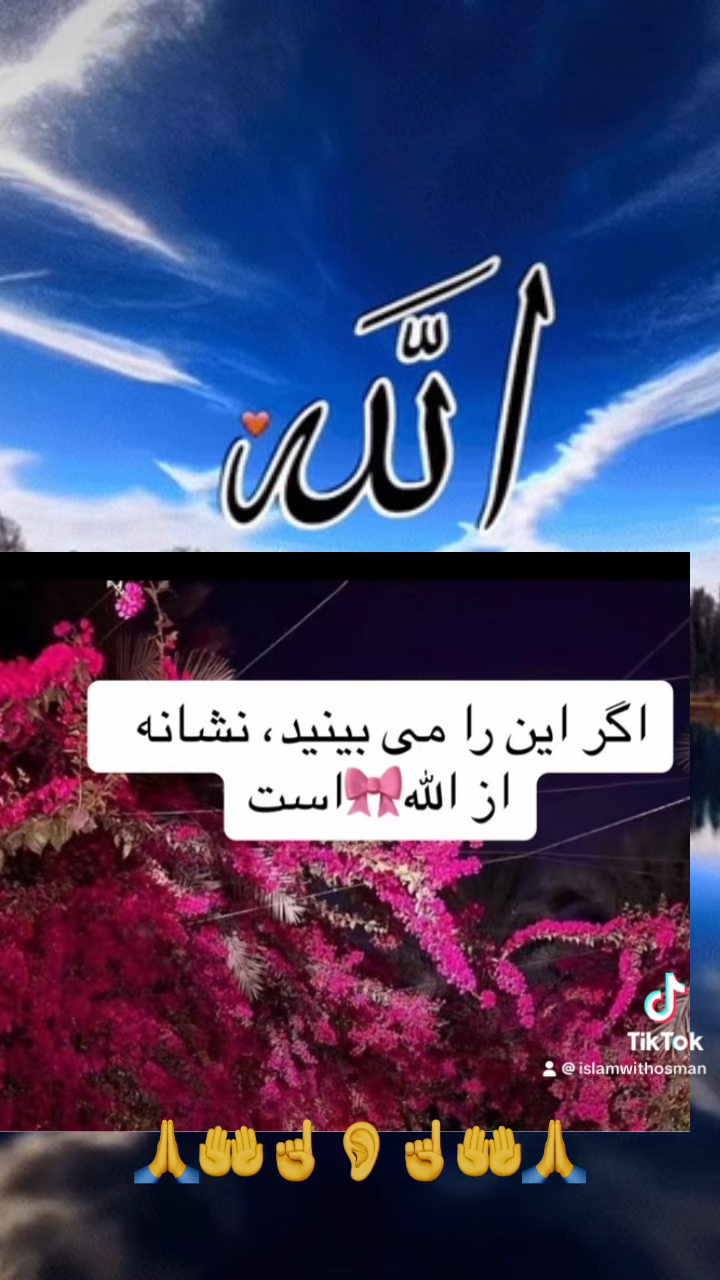 الله
اگر این را می بینید، نشانه
از الله🎀است
TikTok
@islamwithosman
🙏🤲☝️👂☝️🤲🙏